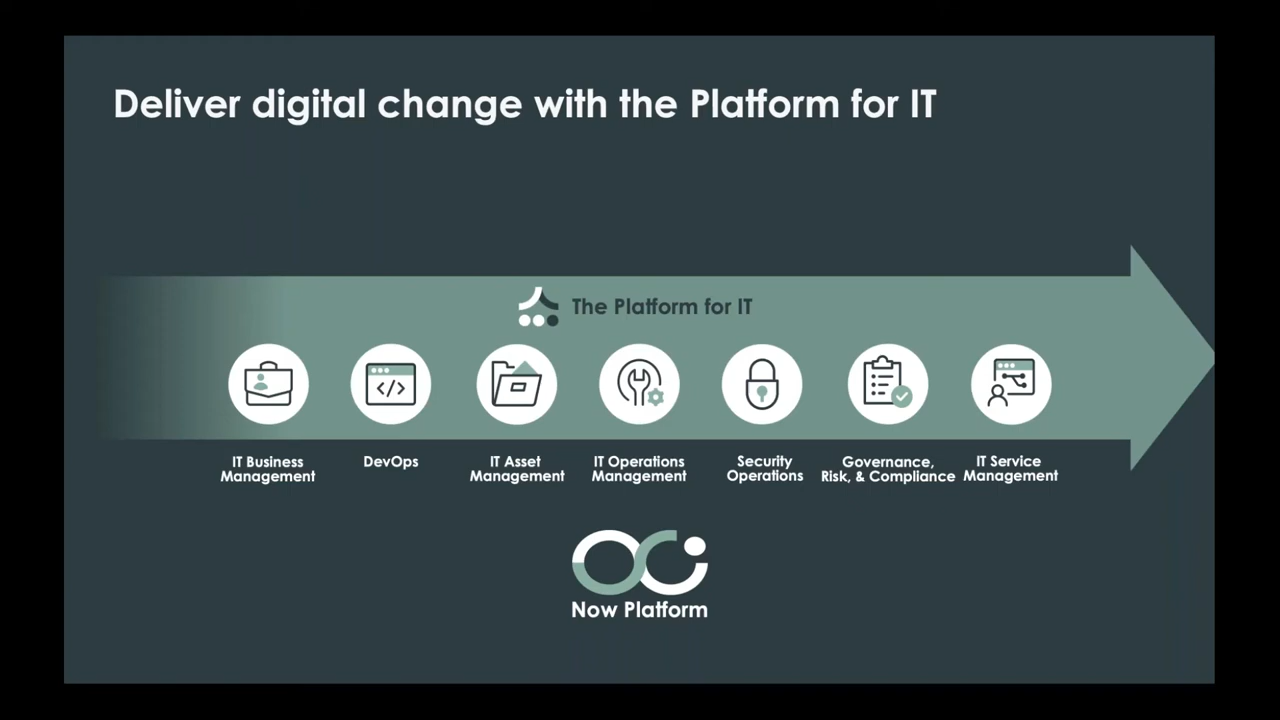 Deliver digital change with the Platform for IT
The Platform for IT
</>
IT Business
Management
DevOps
IT Asset
Management
IT Operations
Management
Security
Operations
Governance,
Risk, & Compliance
IT Service
Management
Now Platform